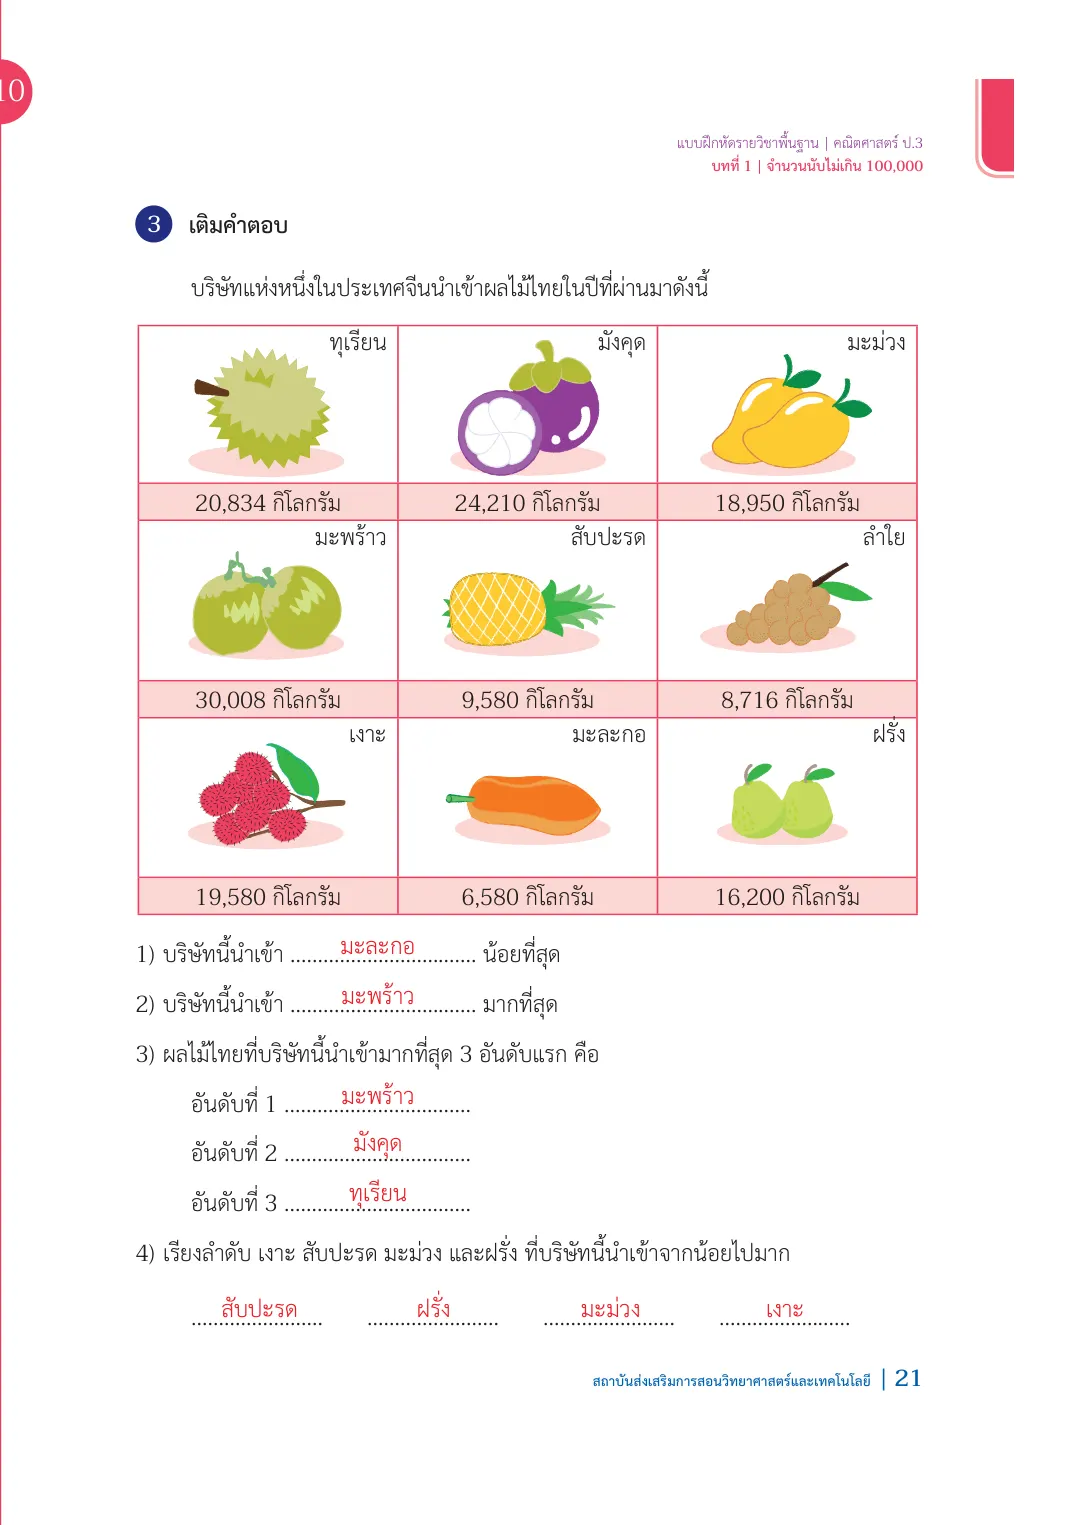 10
แบบฝึกหัดรายวิชาพื้นฐาน | คณิตศาสตร์ ป.3
บทที่ 1 | จำนวนนับไม่เกิน 100,000
3 เติมคำตอบ
บริษัทแห่งหนึ่งในประเทศจีนนำเข้าผลไม้ไทยในปีที่ผ่านมาดังนี้
ทุเรียน มังคุด มะม่วง
20,834 กิโลกรัม 24,210 กิโลกรัม 18,950 กิโลกรัม
มะพร้าว สับปะรด ลำใย
30,008 กิโลกรัม 9,580 กิโลกรัม 8,716 กิโลกรัม
เงาะ มะละกอ ฝรั่ง
19,580 กิโลกรัม 6,580 กิโลกรัม 16,200 กิโลกรัม
1) บริษัทนี้นำเข้า มะละกอ น้อยที่สุด
2) บริษัทนี้นำเข้า มะพร้าว มากที่สุด
3) ผลไม้ไทยที่บริษัทนี้นำเข้ามากที่สุด 3 อันดับแรก คือ
อันดับที่ 1 มะพร้าว
อันดับที่ 2 มังคุด
อันดับที่ 3 ทุเรียน
4) เรียงลำดับ เงาะ สับปะรด มะม่วง และฝรั่ง ที่บริษัทนี้นำเข้าจากน้อยไปมาก
สับปะรด ฝรั่ง มะม่วง เงาะ
สถาบันส่งเสริมการสอนวิทยาศาสตร์และเทคโนโลยี | 21